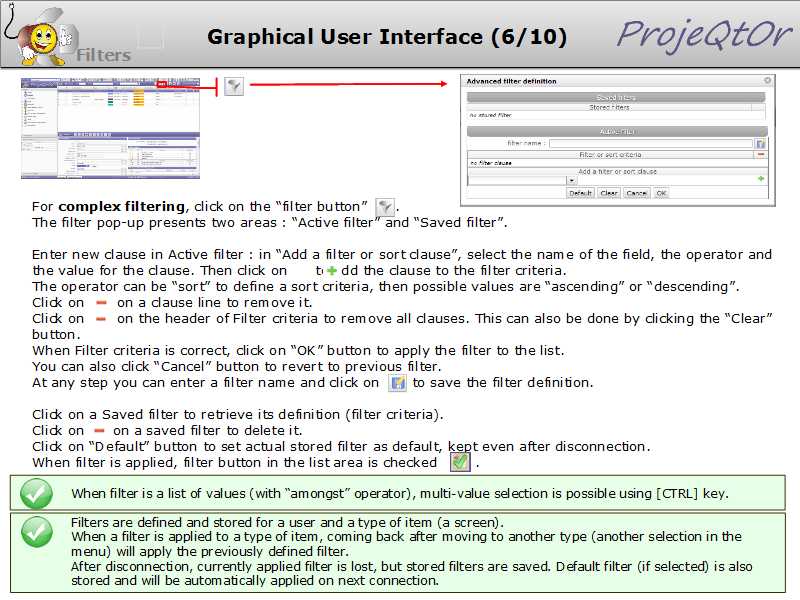 Graphical User Interface (6/10)
ProjeQtOr
Filters
Advanced filter definition
Saved filters
Stored filters
no stored filter
Active filter
filter name :
Filter or sort criteria
no filter clause
Add a filter or sort clause
Default Clear Cancel OK
For complex filtering, click on the “filter button” .
The filter pop-up presents two areas : “Active filter” and “Saved filter”.
Enter new clause in Active filter : in “Add a filter or sort clause”, select the name of the field, the operator and
the value for the clause. Then click on t dd the clause to the filter criteria.
The operator can be “sort” to define a sort criteria, then possible values are “ascending” or “descending”.
Click on on a clause line to remove it.
Click on on the header of Filter criteria to remove all clauses. This can also be done by clicking the “Clear”
button.
When Filter criteria is correct, click on “OK” button to apply the filter to the list.
You can also click “Cancel” button to revert to previous filter.
At any step you can enter a filter name and click on to save the filter definition.
Click on a Saved filter to retrieve its definition (filter criteria).
Click on on a saved filter to delete it.
Click on “Default” button to set actual stored filter as default, kept even after disconnection.
When filter is applied, filter button in the list area is checked .
When filter is a list of values (with “amongst” operator), multi-value selection is possible using [CTRL] key.
Filters are defined and stored for a user and a type of item (a screen).
When a filter is applied to a type of item, coming back after moving to another type (another selection in the
menu) will apply the previously defined filter.
After disconnection, currently applied filter is lost, but stored filters are saved. Default filter (if selected) is also
stored and will be automatically applied on next connection.